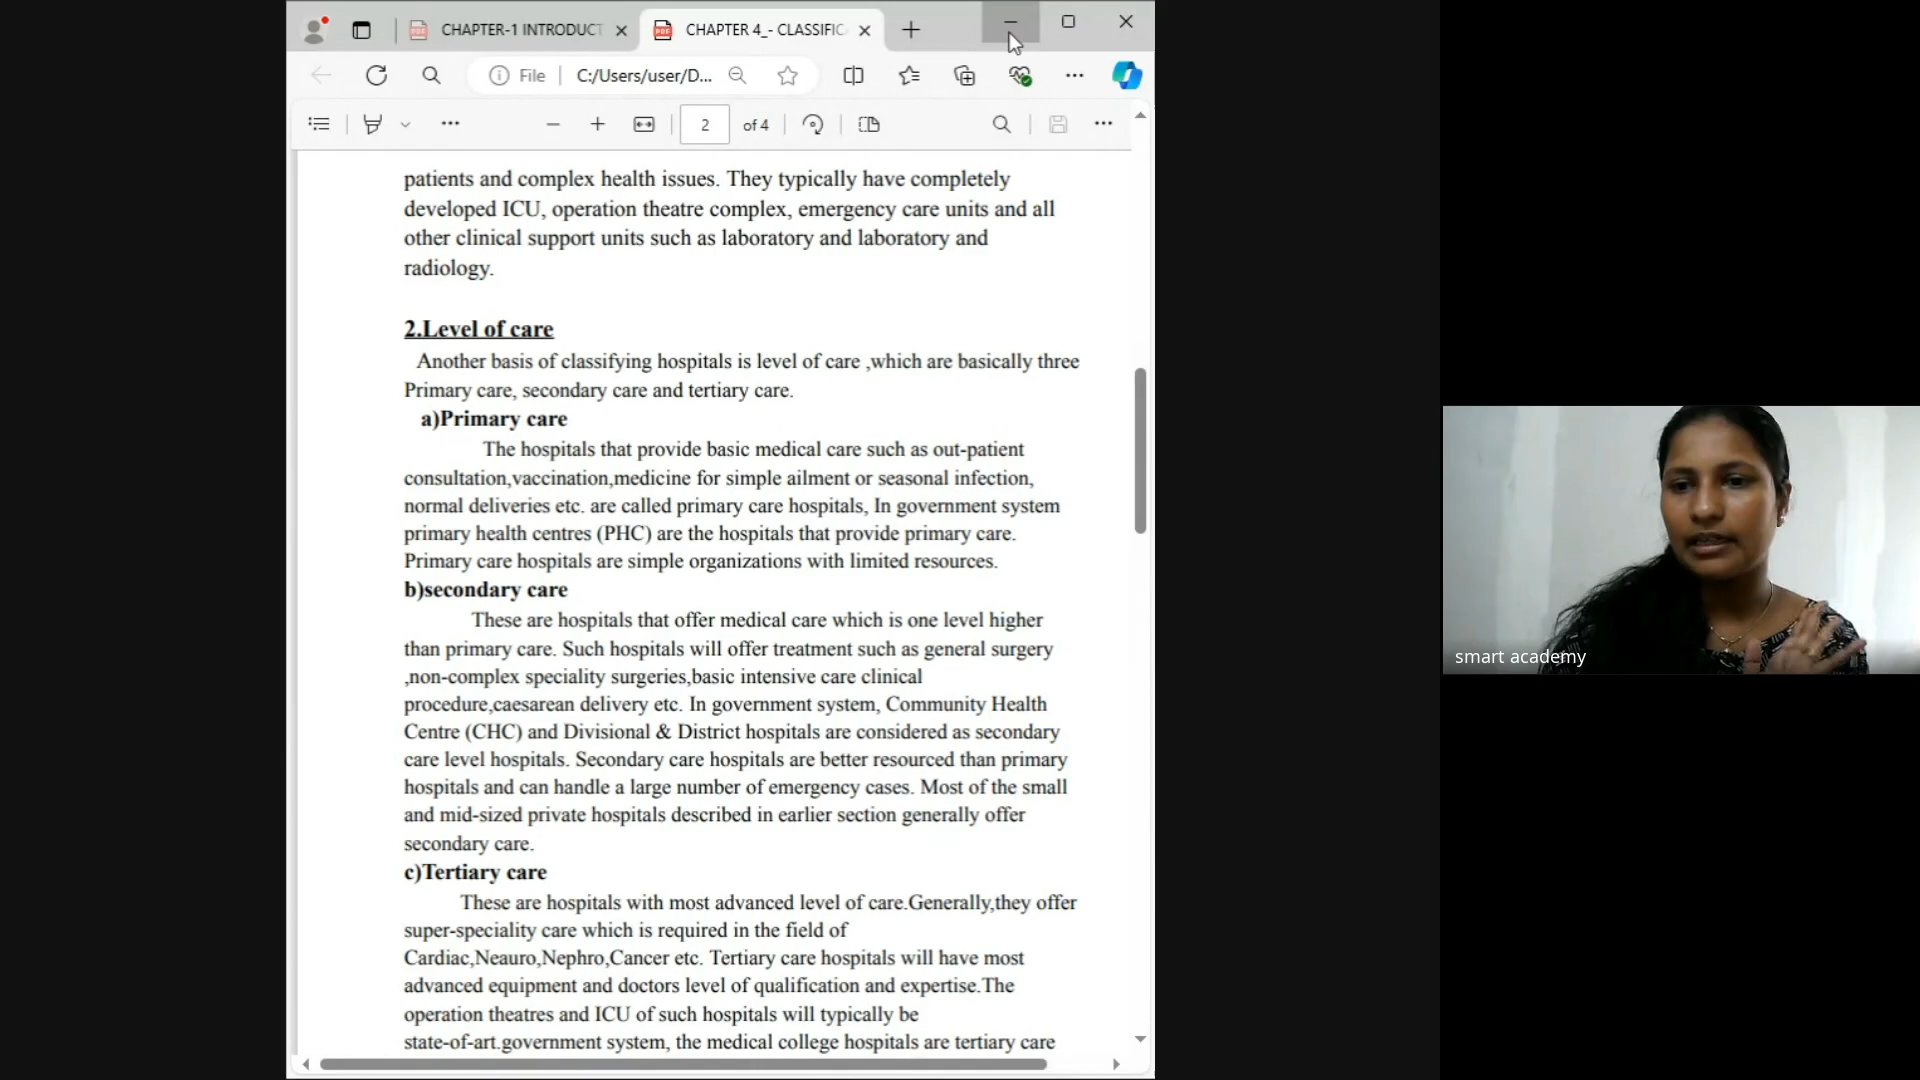 CHAPTER-1 INTRODUCT
CHAPTER 4_- CLASSIFIC
File
C:/Users/user/D...
2 of 4
patients and complex health issues. They typically have completely
developed ICU, operation theatre complex, emergency care units and all
other clinical support units such as laboratory and laboratory and
radiology.
2.Level of care
Another basis of classifying hospitals is level of care ,which are basically three
Primary care, secondary care and tertiary care.
a)Primary care
The hospitals that provide basic medical care such as out-patient
consultation,vaccination,medicine for simple ailment or seasonal infection,
normal deliveries etc. are called primary care hospitals, In government system
primary health centres (PHC) are the hospitals that provide primary care.
Primary care hospitals are simple organizations with limited resources.
b)secondary care
These are hospitals that offer medical care which is one level higher
than primary care. Such hospitals will offer treatment such as general surgery
,non-complex speciality surgeries,basic intensive care clinical
procedure,caesarean delivery etc. In government system, Community Health
Centre (CHC) and Divisional & District hospitals are considered as secondary
care level hospitals. Secondary care hospitals are better resourced than primary
hospitals and can handle a large number of emergency cases. Most of the small
and mid-sized private hospitals described in earlier section generally offer
secondary care.
c)Tertiary care
These are hospitals with most advanced level of care.Generally,they offer
super-speciality care which is required in the field of
Cardiac,Neauro,Nephro,Cancer etc. Tertiary care hospitals will have most
advanced equipment and doctors level of qualification and expertise.The
operation theatres and ICU of such hospitals will typically be
state-of-art.government system, the medical college hospitals are tertiary care
smart academy